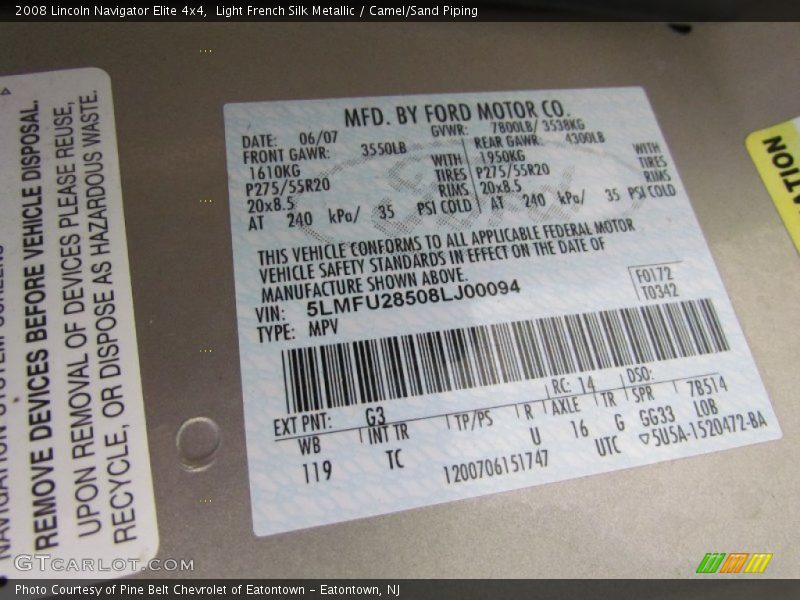 2008 Lincoln Navigator Elite 4x4,  Light French Silk Metallic / Camel/Sand Piping
REMOVE DEVICES BEFORE VEHICLE DISPOSAL.
UPON REMOVAL OF DEVICES PLEASE REUSE,
RECYCLE, OR DISPOSE AS HAZARDOUS WASTE.
MFD. BY FORD MOTOR CO.
DATE: 06/07 GVWR: 7800LB/ 3538KG
FRONT GAWR: 3550LB REAR GAWR: 4300LB
1610KG WITH 1950KG WITH
P275/55R20 TIRES P275/55R20 TIRES
20x8.5 RIMS 20x8.5 RIMS
AT 240 kPa/ 35 PSI COLD AT 240 kPa/ 35 PSI COLD
Ford
THIS VEHICLE CONFORMS TO ALL APPLICABLE FEDERAL MOTOR
VEHICLE SAFETY STANDARDS IN EFFECT ON THE DATE OF
MANUFACTURE SHOWN ABOVE.
VIN: 5LMFU28508LJ00094 F0172
TYPE: MPV T0342
EXT PNT: G3 RC: 14 DSO:
WB INT TR TP/PS R AXLE TR SPR 7B514
119 TC U 16 G GG33 LOB
1200706151747 UTC ▽5U5A-1520472-BA
ATION
GTCARLOT.COM
Photo Courtesy of Pine Belt Chevrolet of Eatontown – Eatontown, NJ